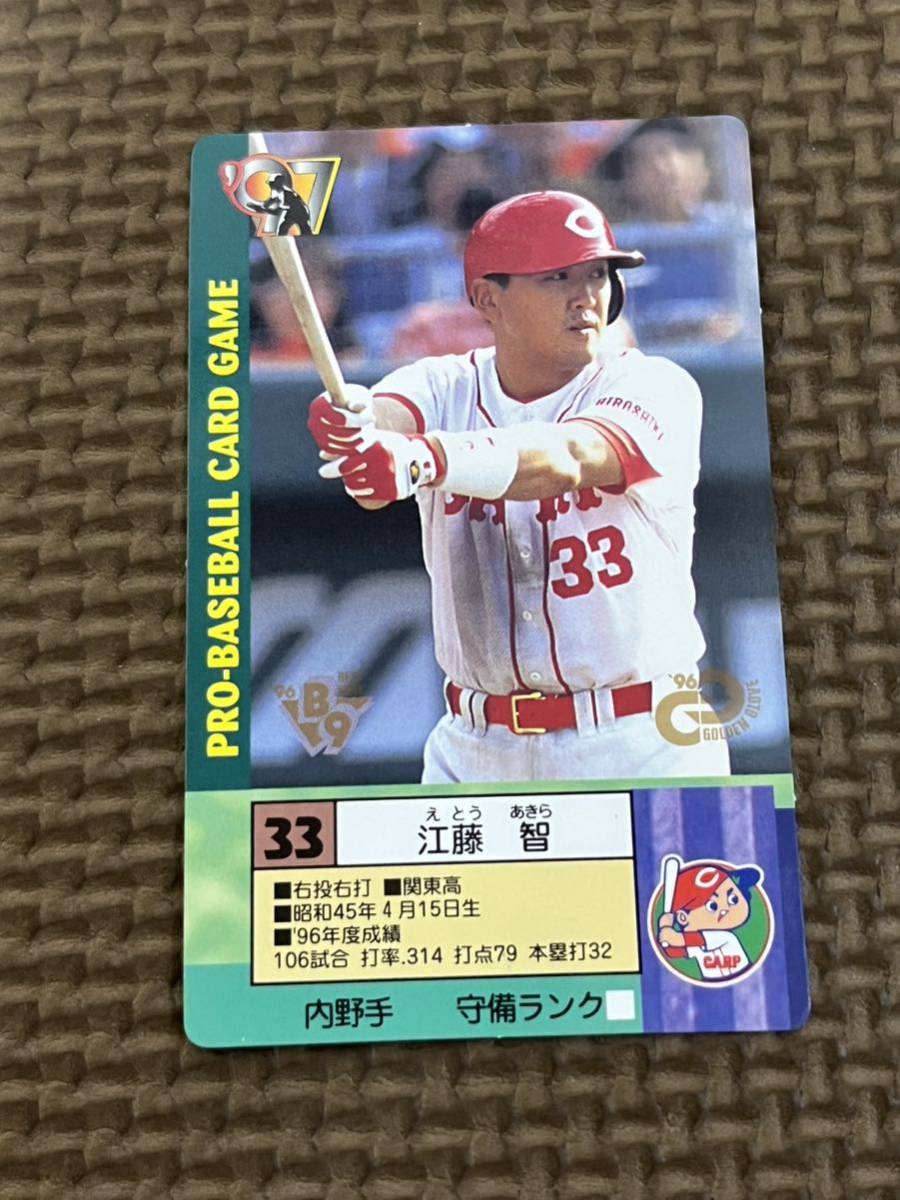 '97
PRO-BASEBALL CARD GAME
C
HIROSHIMA
33
'96 B9
'96 GOLDEN GLOVE
33
えとう あきら
江藤 智
■右投右打 ■関東高
■昭和45年4月15日生
■'96年度成績
106試合 打率.314 打点79 本塁打32
C
CARP
内野手 守備ランク